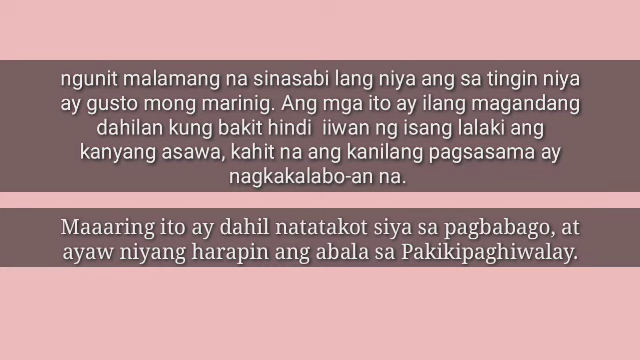 ngunit malamang na sinasabi lang niya ang sa tingin niya
ay gusto mong marinig. Ang mga ito ay ilang magandang
dahilan kung bakit hindi  iiwan ng isang lalaki ang
kanyang asawa, kahit na ang kanilang pagsasama ay
nagkakalabo-an na.
Maaaring ito ay dahil natatakot siya sa pagbabago, at
ayaw niyang harapin ang abala sa Pakikipaghiwalay.